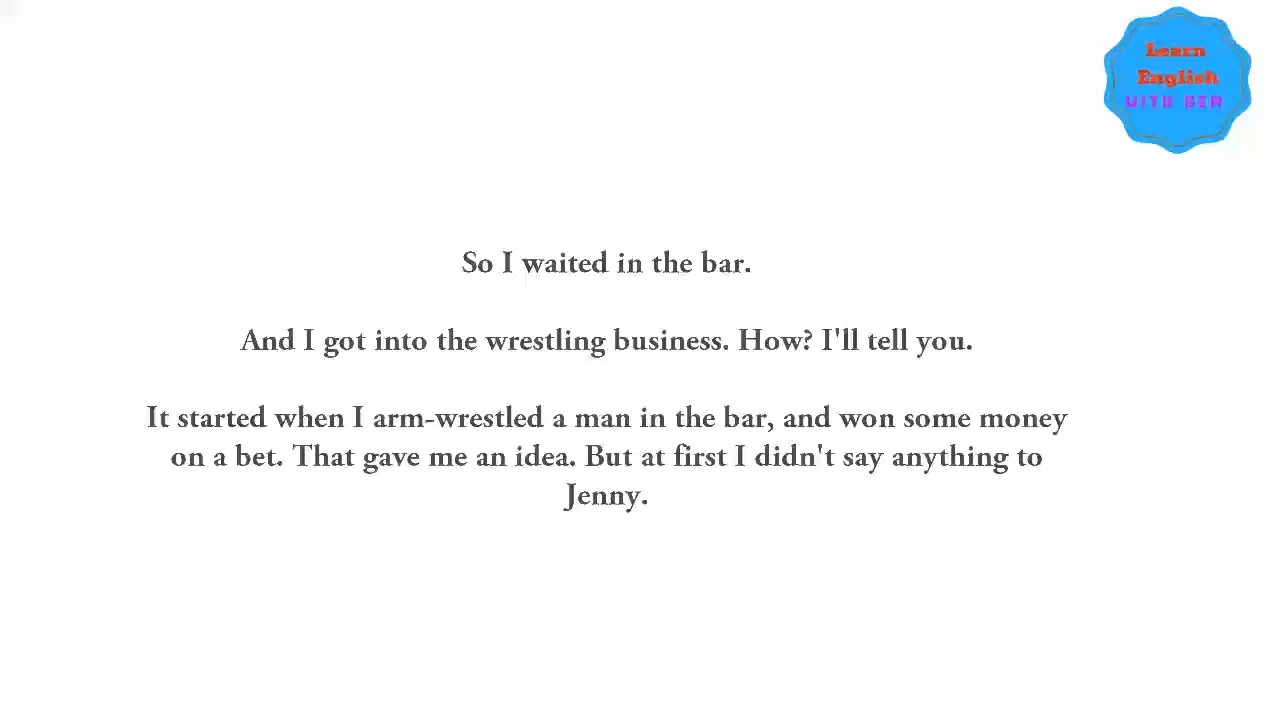 Learn
English
So I waited in the bar.
And I got into the wrestling business. How? I'll tell you.
It started when I arm-wrestled a man in the bar, and won some money
on a bet. That gave me an idea. But at first I didn't say anything to
Jenny.